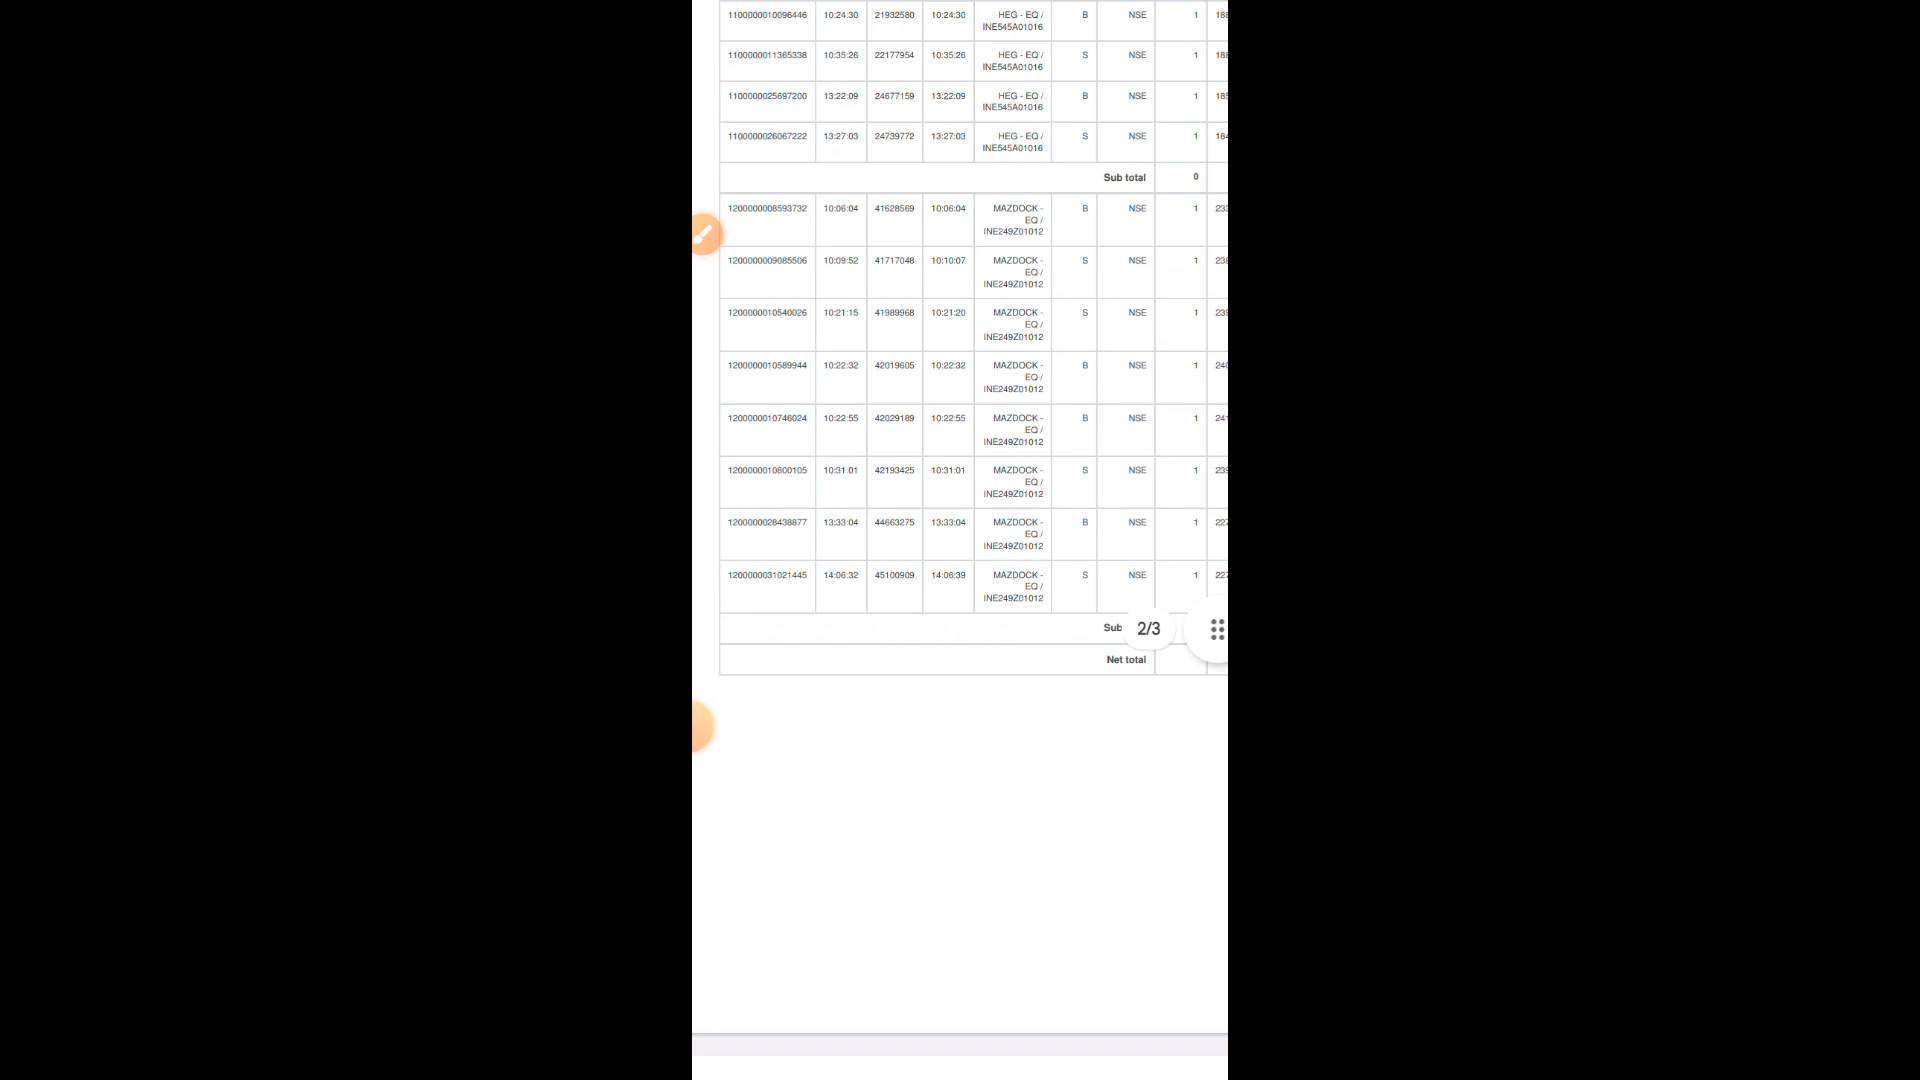 1100000010096446 10:24:30 21932580 10:24:30 HEG - EQ / B NSE 1
INE545A01016
1100000011365338 10:35:26 22177954 10:35:26 HEG - EQ / S NSE 1
INE545A01016
1100000025697200 13:22:09 24677159 13:22:09 HEG - EQ / B NSE 1
INE545A01016
1100000026067222 13:27:03 24739772 13:27:03 HEG - EQ / S NSE 1
INE545A01016
Sub total 0
1200000008593732 10:06:04 41628569 10:06:04 MAZDOCK - B NSE 1
EQ /
INE249Z01012
1200000009085506 10:09:52 41717048 10:10:07 MAZDOCK - S NSE 1
EQ /
INE249Z01012
1200000010540026 10:21:15 41989968 10:21:20 MAZDOCK - S NSE 1
EQ /
INE249Z01012
1200000010589944 10:22:32 42019605 10:22:32 MAZDOCK - B NSE 1
EQ /
INE249Z01012
1200000010746024 10:22:55 42029189 10:22:55 MAZDOCK - B NSE 1
EQ /
INE249Z01012
1200000010800105 10:31:01 42193425 10:31:01 MAZDOCK - S NSE 1
EQ /
INE249Z01012
1200000028438877 13:33:04 44663275 13:33:04 MAZDOCK - B NSE 1
EQ /
INE249Z01012
1200000031021445 14:06:32 45100909 14:06:39 MAZDOCK - S NSE 1
EQ /
INE249Z01012
Sub 2/3
Net total